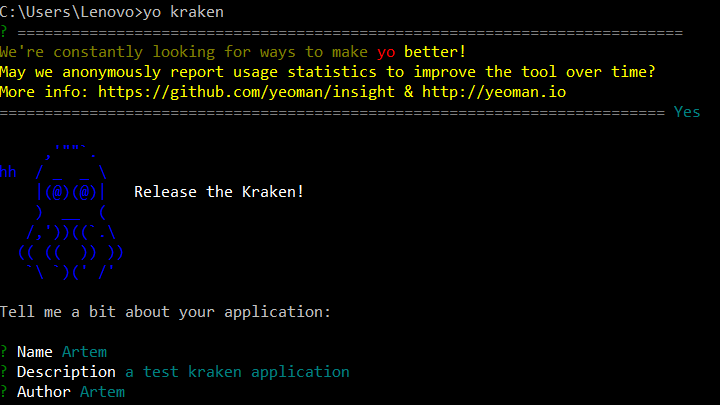 C:\Users\Lenovo>yo kraken
? ==========================================================================
We're constantly looking for ways to make yo better!
May we anonymously report usage statistics to improve the tool over time?
More info: https://github.com/yeoman/insight & http://yeoman.io
========================================================================== Yes
     ,'""`.
hh  / _  _ \
    |(@)(@)|   Release the Kraken!
    )  __  (
   /,'))((`.\
  (( ((  )) ))
   `\ `)(' /'
Tell me a bit about your application:
? Name Artem
? Description a test kraken application
? Author Artem